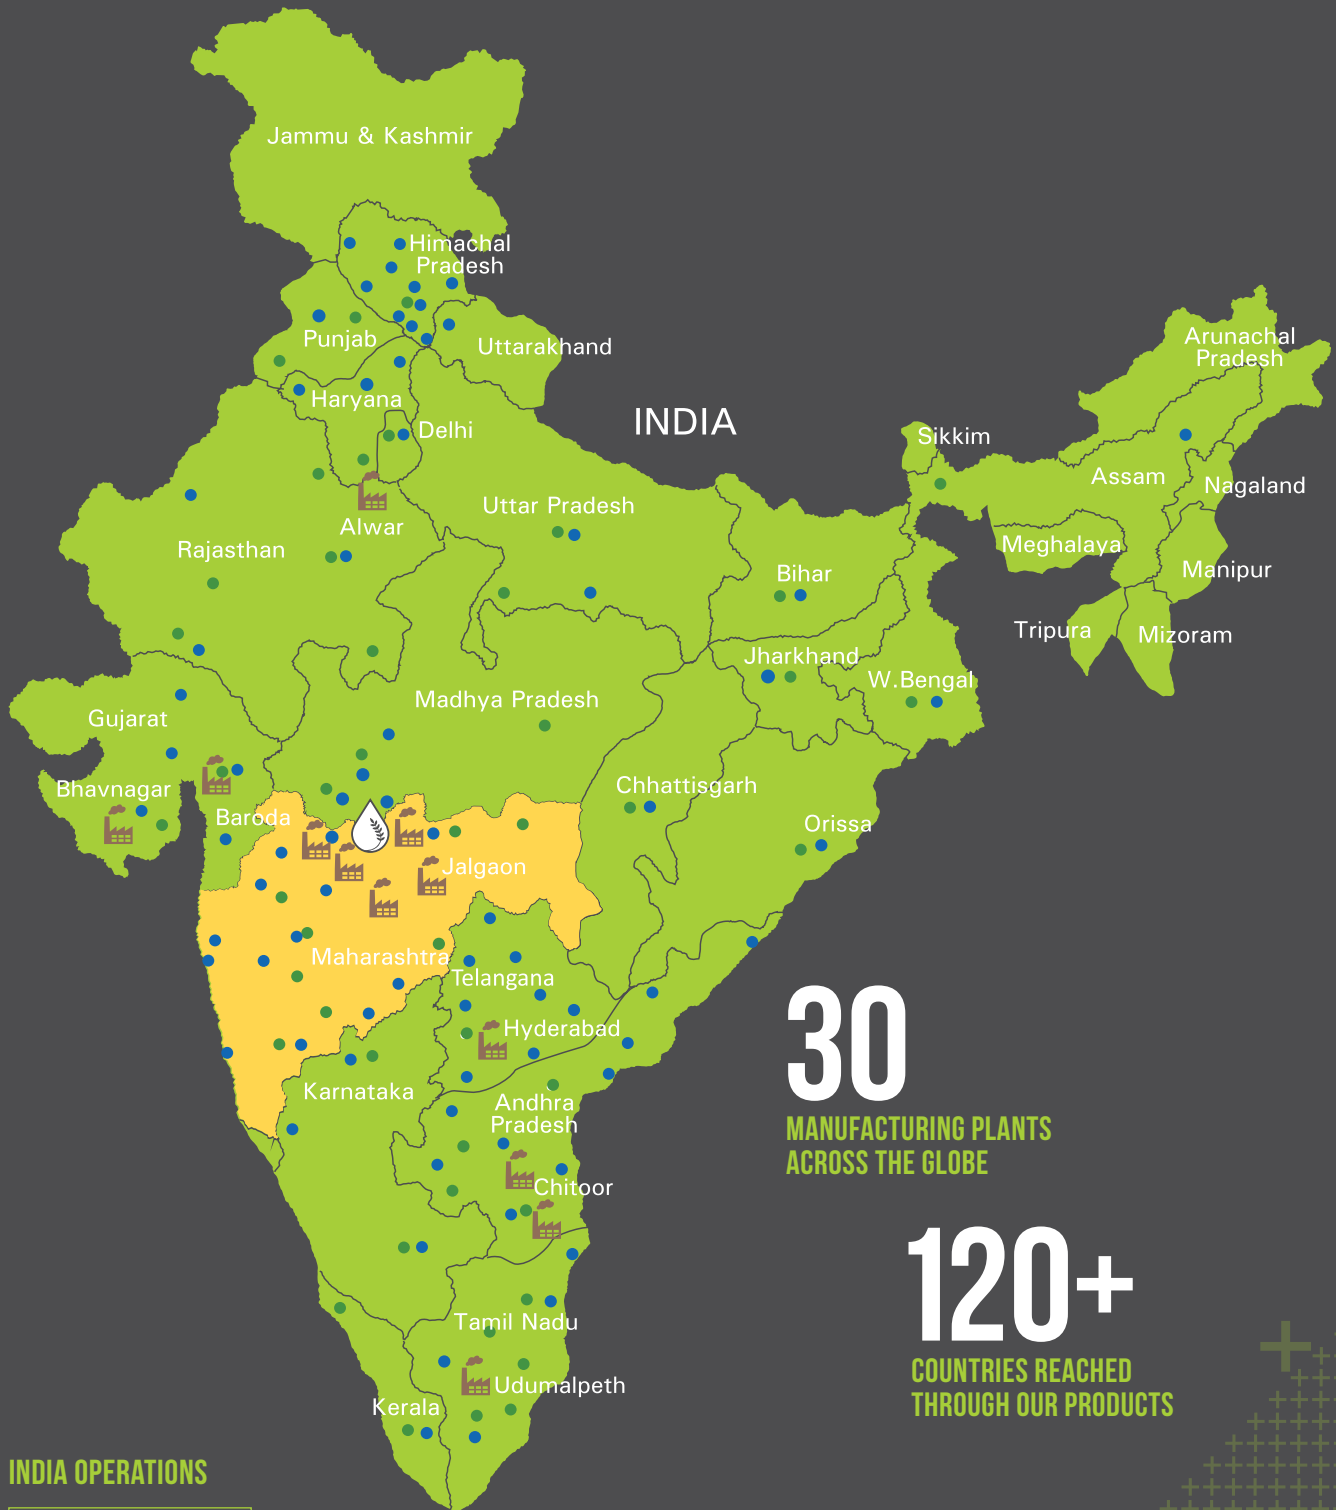 Jammu & Kashmir
Himachal
Pradesh
Punjab
Uttarakhand
Haryana
Delhi
INDIA
Arunachal
Pradesh
Sikkim
Assam
Nagaland
Alwar
Uttar Pradesh
Rajasthan
Meghalaya
Manipur
Bihar
Tripura
Mizoram
Jharkhand
W.Bengal
Madhya Pradesh
Gujarat
Bhavnagar
Baroda
Chhattisgarh
Orissa
Jalgaon
Maharashtra
Telangana
Hyderabad
Karnataka
Andhra
Pradesh
Chitoor
Tamil Nadu
Udumalpeth
Kerala
30
MANUFACTURING PLANTS
ACROSS THE GLOBE
120+
COUNTRIES REACHED
THROUGH OUR PRODUCTS
INDIA OPERATIONS